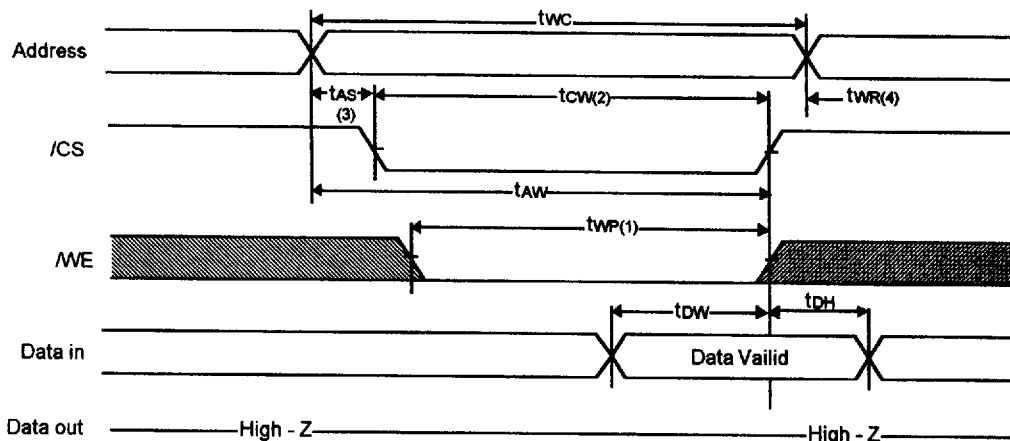 tWC
Address
tAS
(3)
tCW(2)
tWR(4)
/CS
tAW
tWP(1)
/WE
tDW
tDH
Data in
Data Vailid
Data out
High - Z
High - Z